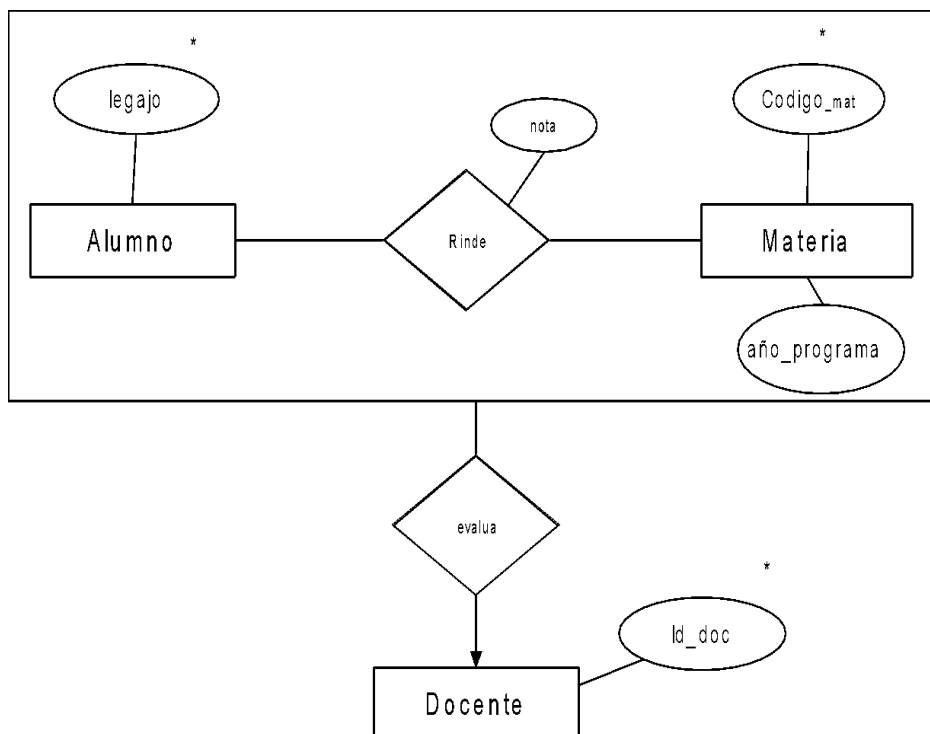 *
*
legajo
Codigo_mat
nota
Alumno
Rinde
Materia
año_programa
evalua
*
Id_doc
Docente